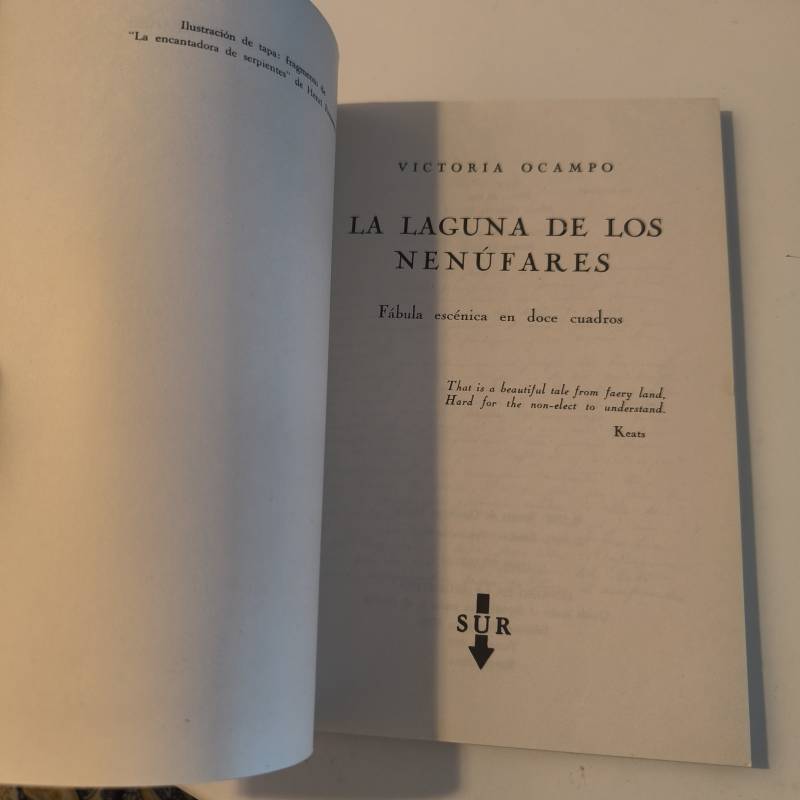 Ilustración de tapa: fragmento de
"La encantadora de serpientes" de Henri
VICTORIA OCAMPO
LA LAGUNA DE LOS
NENÚFARES
Fábula escénica en doce cuadros
That is a beautiful tale from faery land,
Hard for the non-elect to understand.
Keats
SUR